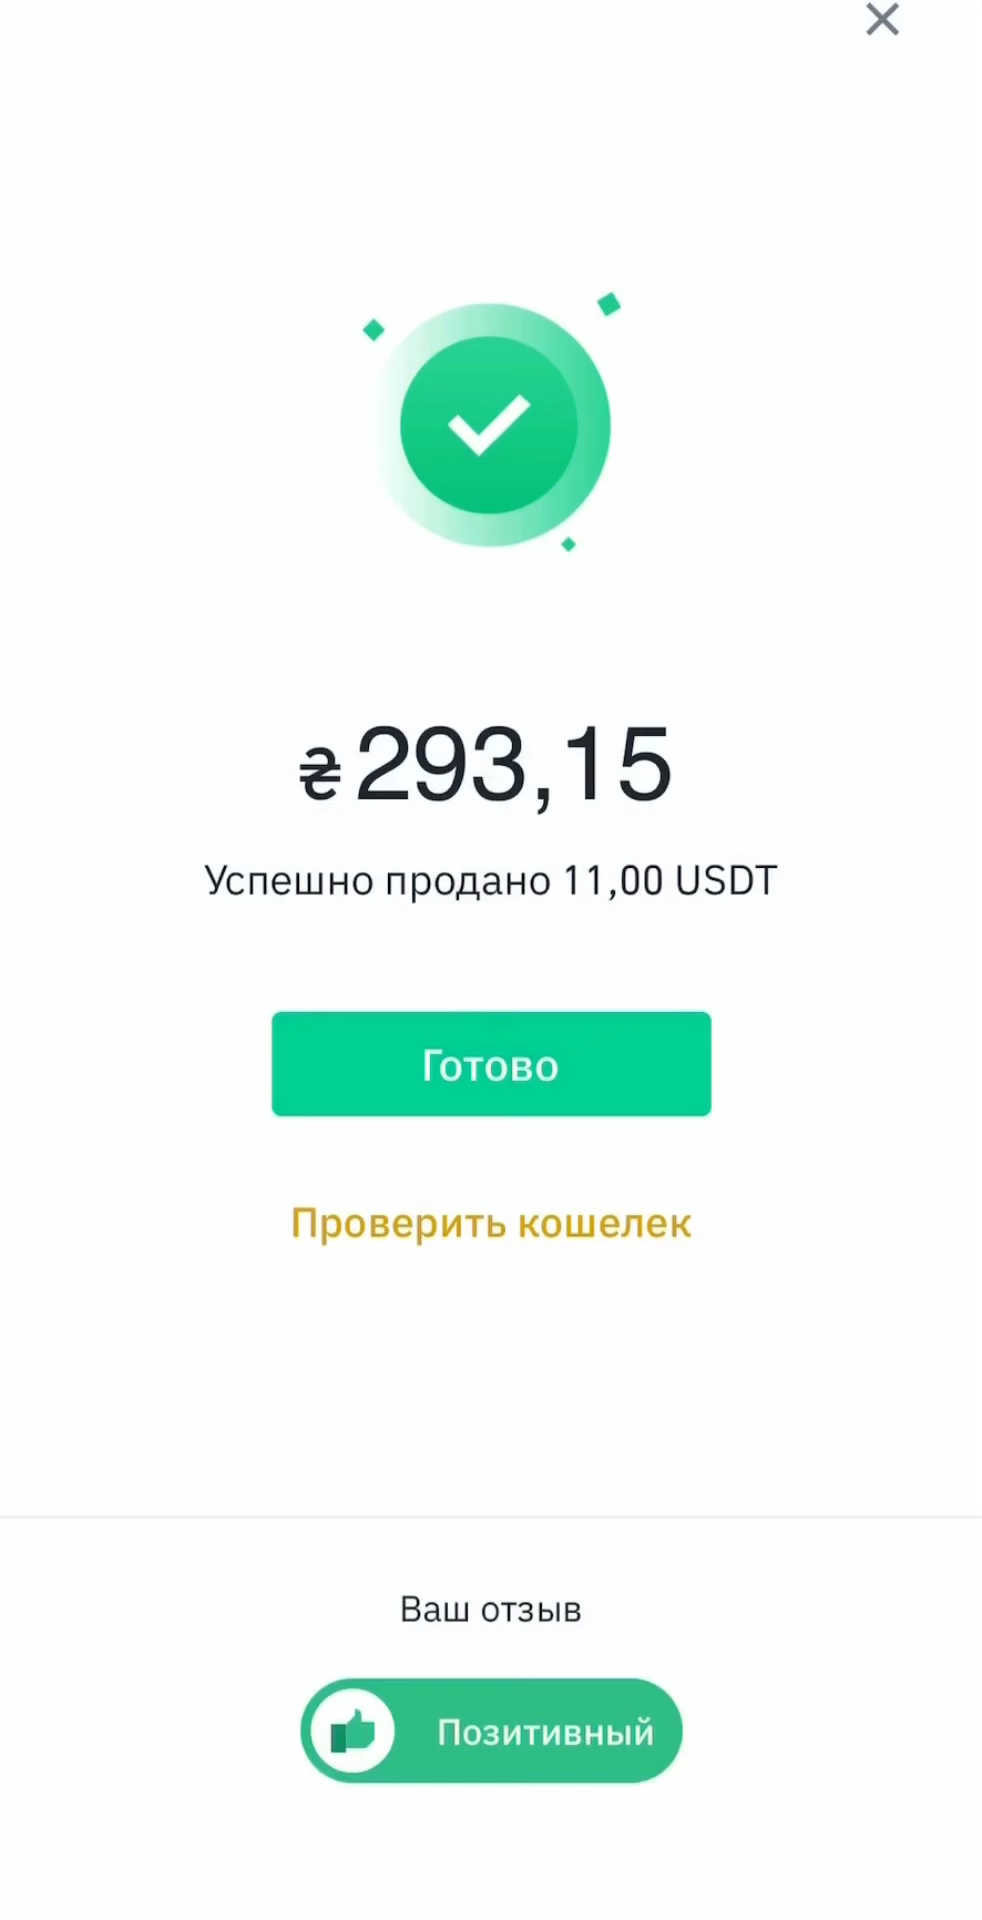 ₴293,15
Успешно продано 11,00 USDT
Готово
Проверить кошелек
Ваш отзыв
Позитивный